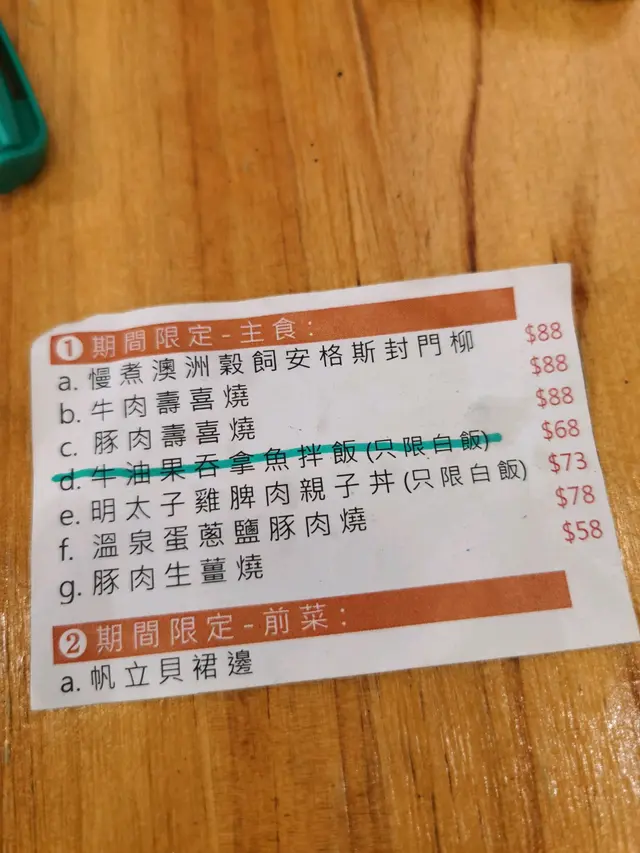 1 期間限定-主食:
a. 慢煮澳洲穀飼安格斯封門柳 $88
b. 牛肉壽喜燒 $88
c. 豚肉壽喜燒 $88
d. 牛油果吞拿魚拌飯(只限白飯) $68
e. 明太子雞脾肉親子丼(只限白飯) $73
f. 溫泉蛋蔥鹽豚肉燒 $78
g. 豚肉生薑燒 $58
2 期間限定-前菜:
a. 帆立貝裙邊